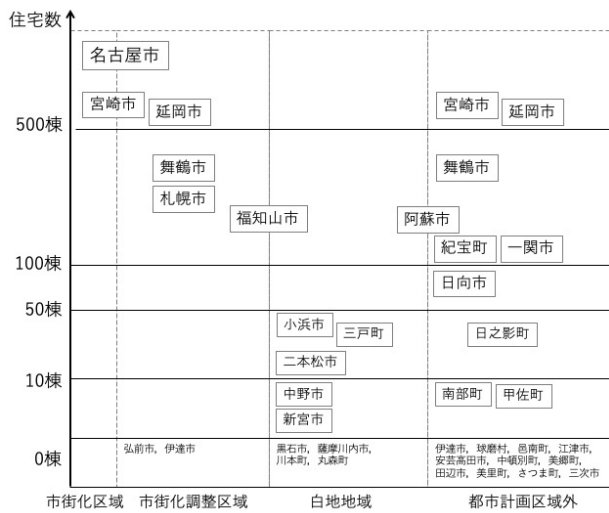 住宅数
名古屋市
宮崎市
延岡市
宮崎市
延岡市
500棟
舞鶴市
舞鶴市
札幌市
福知山市
阿蘇市
紀宝町
一関市
100棟
日向市
50棟
小浜市
三戸町
日之影町
二本松市
10棟
中野市
南部町
甲佐町
新宮市
0棟
弘前市，伊達市
黒石市，薩摩川内市，
川本町，丸森町
伊達市，球磨村，邑南町，江津市，
安芸高田市，中頓別町，美郷町，
田辺市，美里町，さつま町，三次市
市街化区域
市街化調整区域
白地地域
都市計画区域外